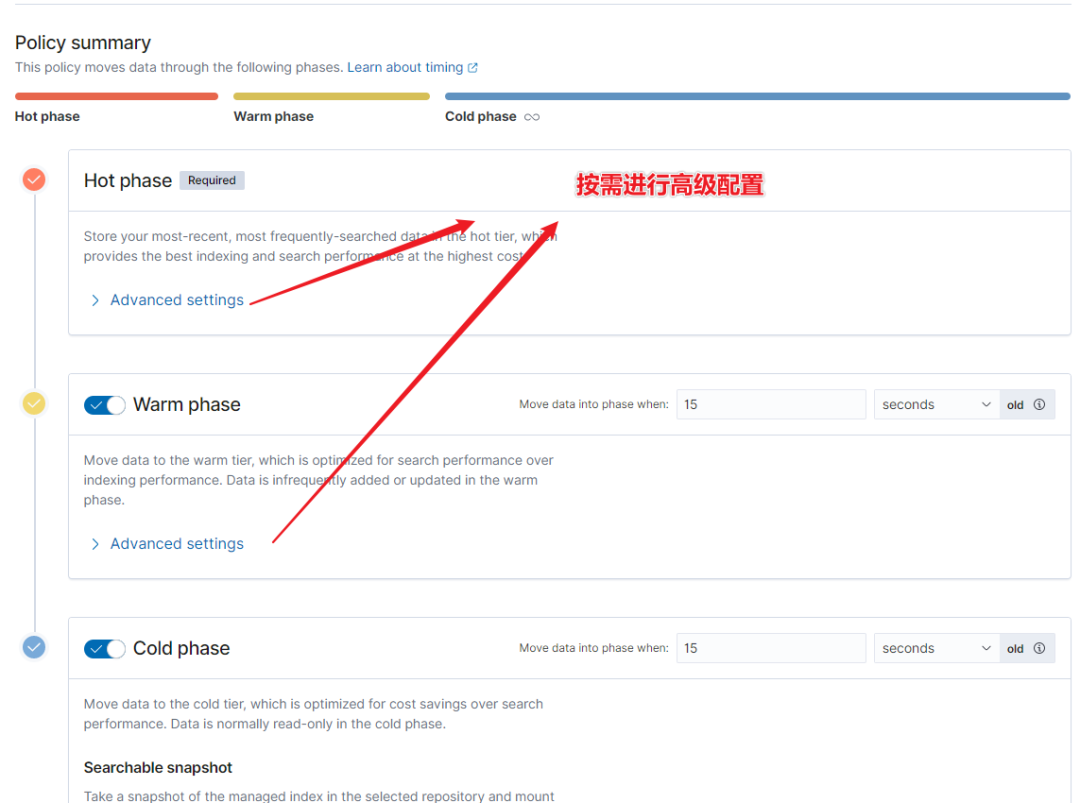 Policy summary
This policy moves data through the following phases. Learn about timing
Hot phase
Warm phase
Cold phase
Hot phase Required
按需进行高级配置
Store your most-recent, most frequently-searched data in the hot tier, which
provides the best indexing and search performance at the highest cost.
Advanced settings
Warm phase
Move data into phase when: 15 seconds old
Move data to the warm tier, which is optimized for search performance over
indexing performance. Data is infrequently added or updated in the warm
phase.
Advanced settings
Cold phase
Move data into phase when: 15 seconds old
Move data to the cold tier, which is optimized for cost savings over search
performance. Data is normally read-only in the cold phase.
Searchable snapshot
Take a snapshot of the managed index in the selected repository and mount